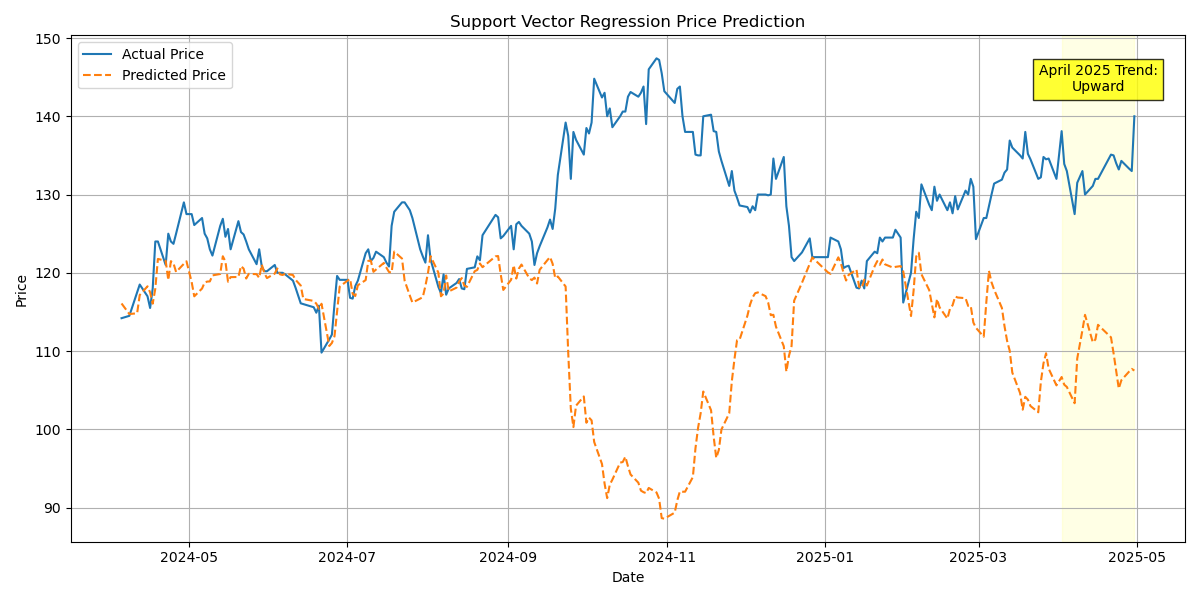 Support Vector Regression Price Prediction
Actual Price
Predicted Price
April 2025 Trend:
Upward
Price
150
140
130
120
110
100
90
2024-05
2024-07
2024-09
2024-11
2025-01
2025-03
2025-05
Date